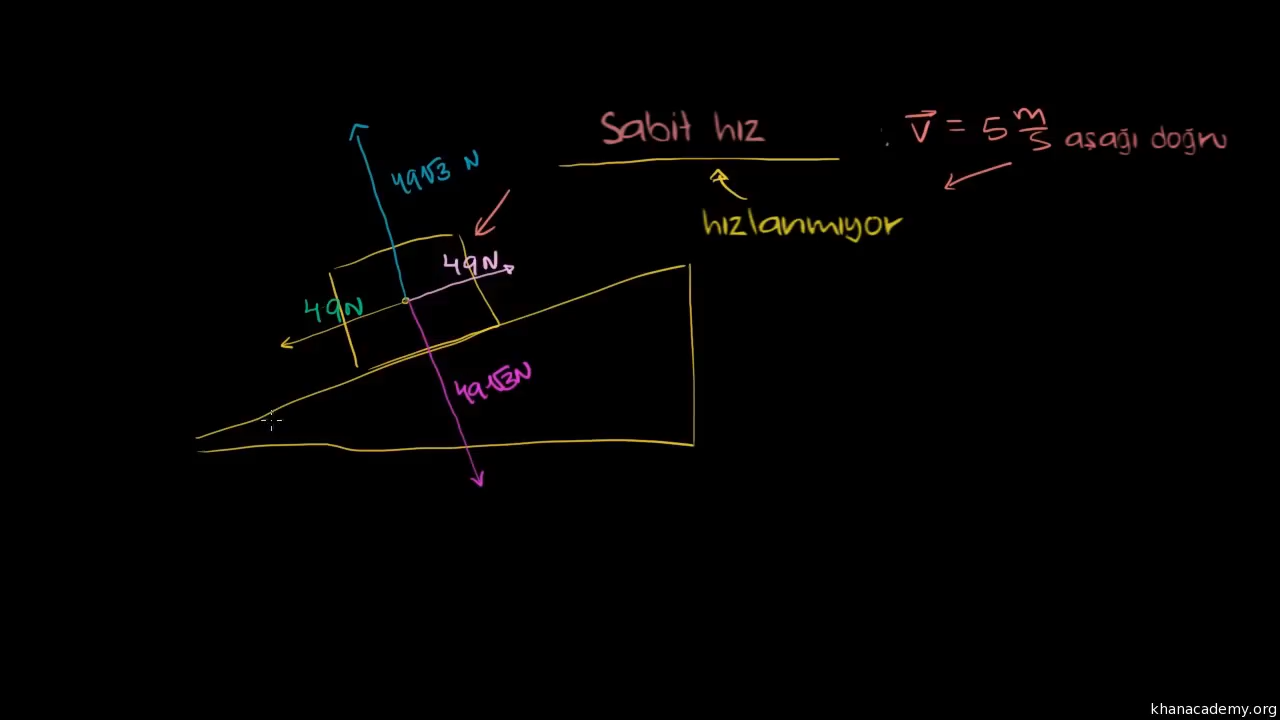 Sabit hız
v⃗ = 5 m/s aşağı doğru
hızlanmıyor
49√3 N
49N
49N
49√3N
khanacademy.org